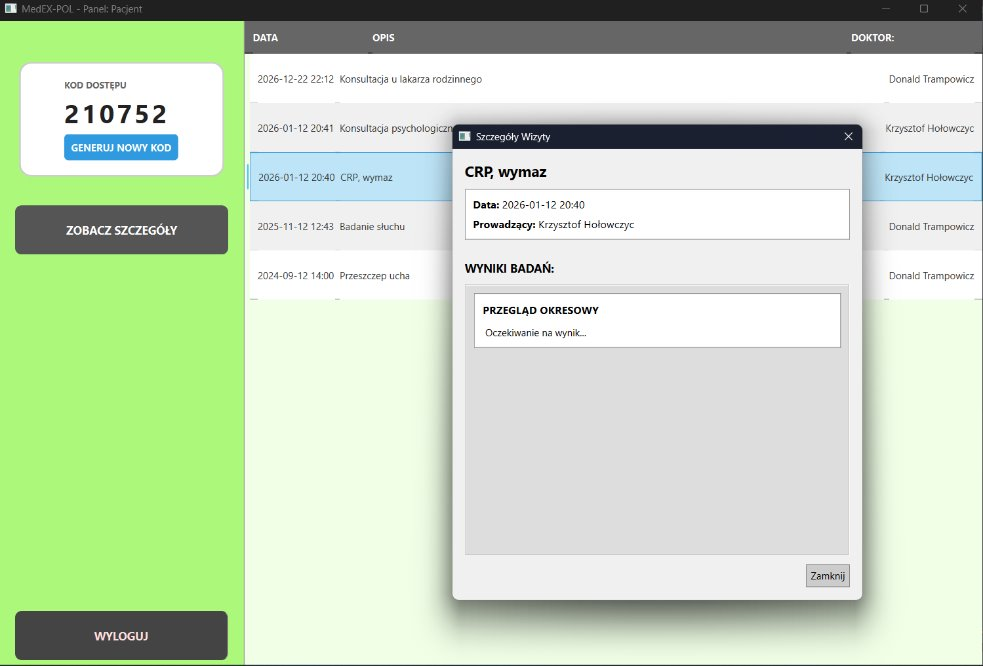 MedEX-POL - Panel: Pacjent
KOD DOSTĘPU
210752
GENERUJ NOWY KOD
ZOBACZ SZCZEGÓŁY
WYLOGUJ
DATA OPIS DOKTOR:
2026-12-22 22:12 Konsultacja u lakarza rodzinnego Donald Trampowicz
2026-01-12 20:41 Konsultacja psychologiczn Krzysztof Hołowczyc
2026-01-12 20:40 CRP, wymaz Krzysztof Hołowczyc
2025-11-12 12:43 Badanie słuchu Donald Trampowicz
2024-09-12 14:00 Przeszczep ucha Donald Trampowicz
Szczegóły Wizyty
CRP, wymaz
Data: 2026-01-12 20:40
Prowadzący: Krzysztof Hołowczyc
WYNIKI BADAŃ:
PRZEGLĄD OKRESOWY
Oczekiwanie na wynik...
Zamknij